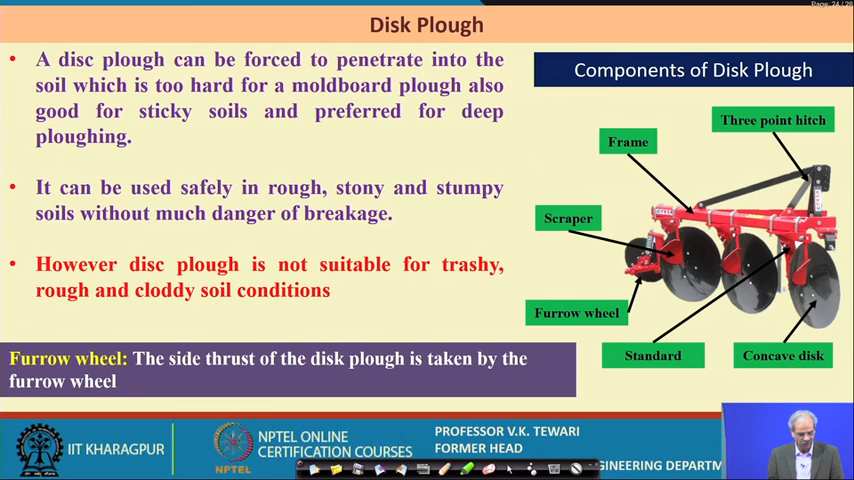 Page: 24 / 28
Disk Plough
• A disc plough can be forced to penetrate into the
soil which is too hard for a moldboard plough also
good for sticky soils and preferred for deep
ploughing.
• It can be used safely in rough, stony and stumpy
soils without much danger of breakage.
• However disc plough is not suitable for trashy,
rough and cloddy soil conditions
Furrow wheel: The side thrust of the disk plough is taken by the
furrow wheel
Components of Disk Plough
Three point hitch
Frame
Scraper
Furrow wheel
Standard
Concave disk
IIT KHARAGPUR
NPTEL
NPTEL ONLINE
CERTIFICATION COURSES
PROFESSOR V.K. TEWARI
FORMER HEAD
NGINEERING DEPARTM